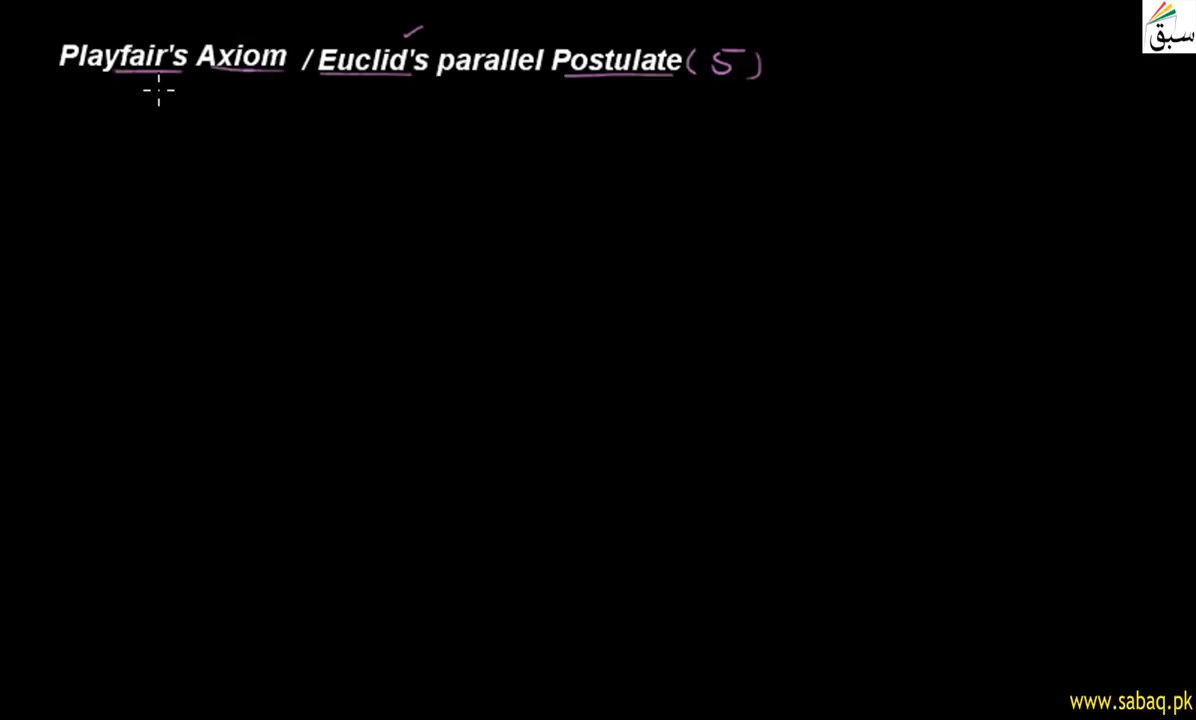 Playfair's Axiom / Euclid's parallel Postulate (5)
سبق
www.sabaq.pk